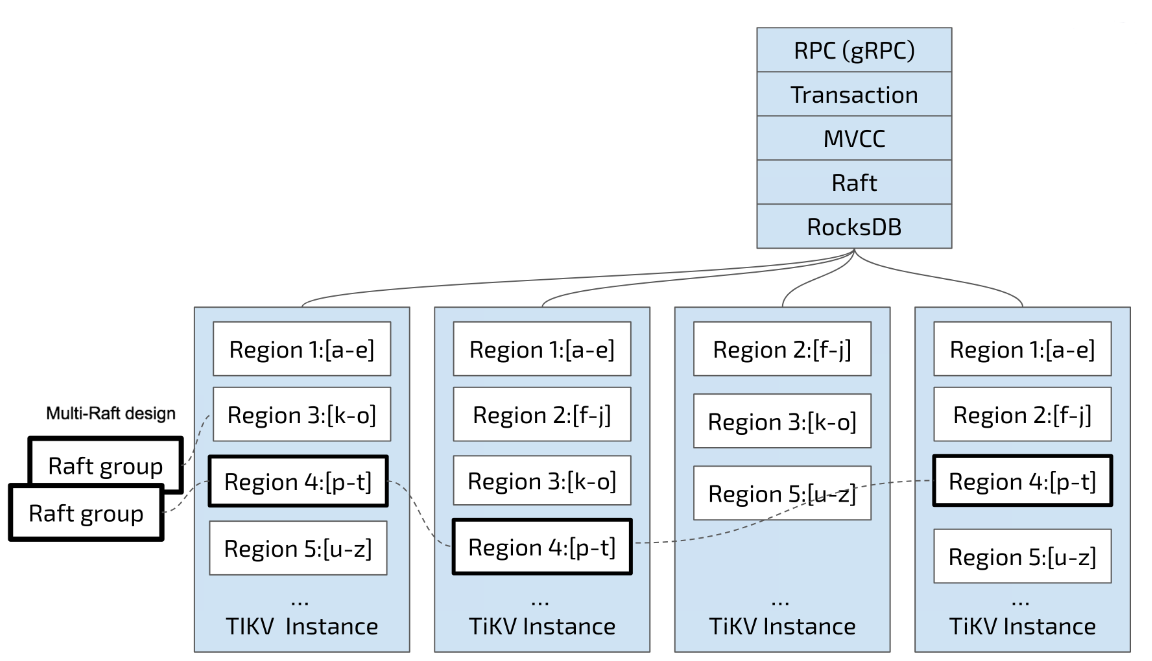 RPC (gRPC)
Transaction
MVCC
Raft
RocksDB
Multi-Raft design
Raft group
Raft group
Region 1:[a-e]
Region 3:[k-o]
Region 4:[p-t]
Region 5:[u-z]
...
TIKV Instance
Region 1:[a-e]
Region 2:[f-j]
Region 3:[k-o]
Region 4:[p-t]
...
TiKV Instance
Region 2:[f-j]
Region 3:[k-o]
Region 5:[u-z]
...
TiKV Instance
Region 1:[a-e]
Region 2:[f-j]
Region 4:[p-t]
Region 5:[u-z]
...
TiKV Instance